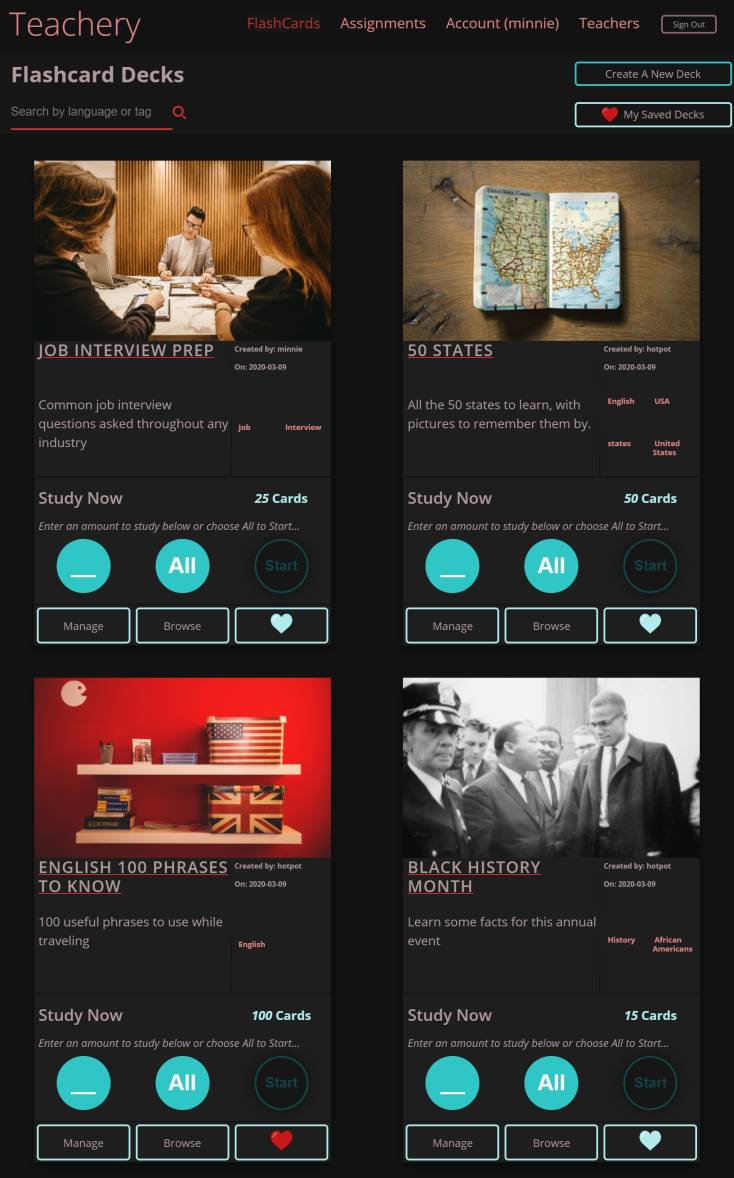 Teachery
FlashCards Assignments Account (minnie) Teachers Sign Out
Flashcard Decks
Create A New Deck
Search by language or tag
My Saved Decks
JOB INTERVIEW PREP
Created by: minnie
On: 2020-03-09
Common job interview
questions asked throughout any
industry
Job Interview
Study Now
25 Cards
Enter an amount to study below or choose All to Start...
__ All Start
Manage Browse
50 STATES
Created by: hotpot
On: 2020-03-09
All the 50 states to learn, with
pictures to remember them by.
English USA
states United
States
Study Now
50 Cards
Enter an amount to study below or choose All to Start...
__ All Start
Manage Browse
ENGLISH 100 PHRASES
TO KNOW
Created by: hotpot
On: 2020-03-09
100 useful phrases to use while
traveling
English
Study Now
100 Cards
Enter an amount to study below or choose All to Start...
__ All Start
Manage Browse
BLACK HISTORY
MONTH
Created by: hotpot
On: 2020-03-09
Learn some facts for this annual
event
History African
Americans
Study Now
15 Cards
Enter an amount to study below or choose All to Start...
__ All Start
Manage Browse